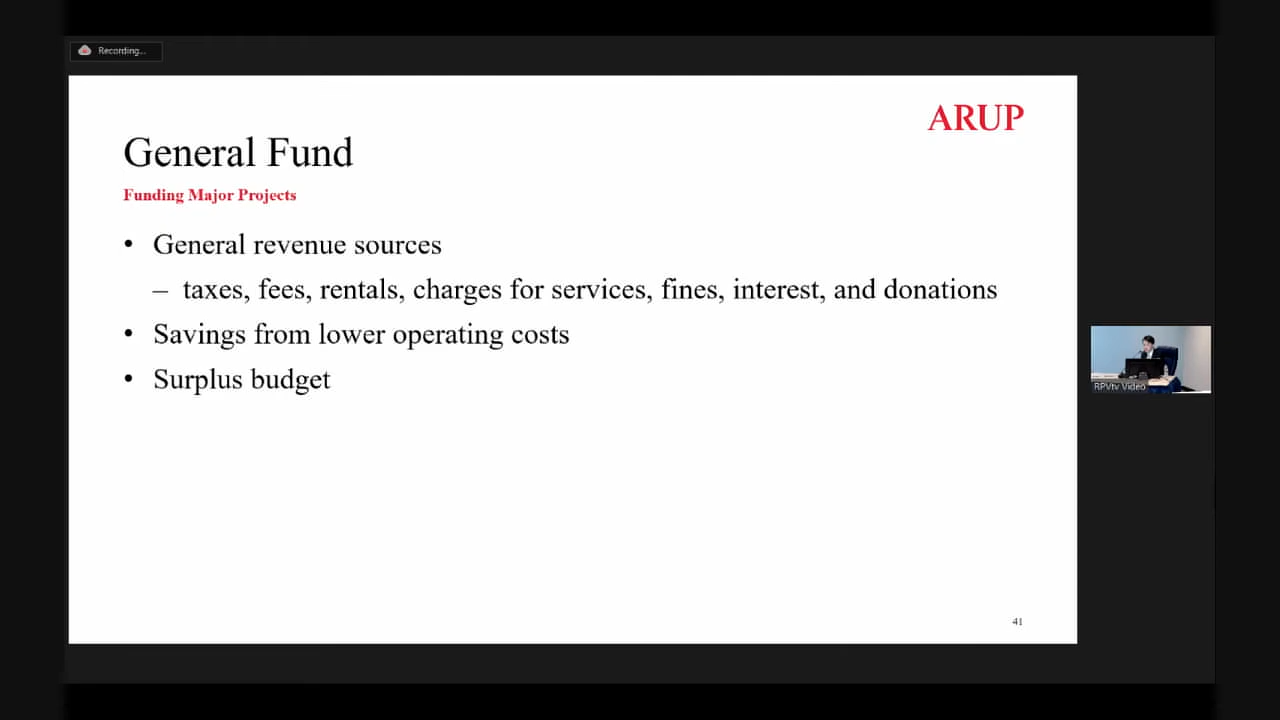 Recording...
ARUP
General Fund
Funding Major Projects
• General revenue sources
– taxes, fees, rentals, charges for services, fines, interest, and donations
• Savings from lower operating costs
• Surplus budget
RPVtv Video
41